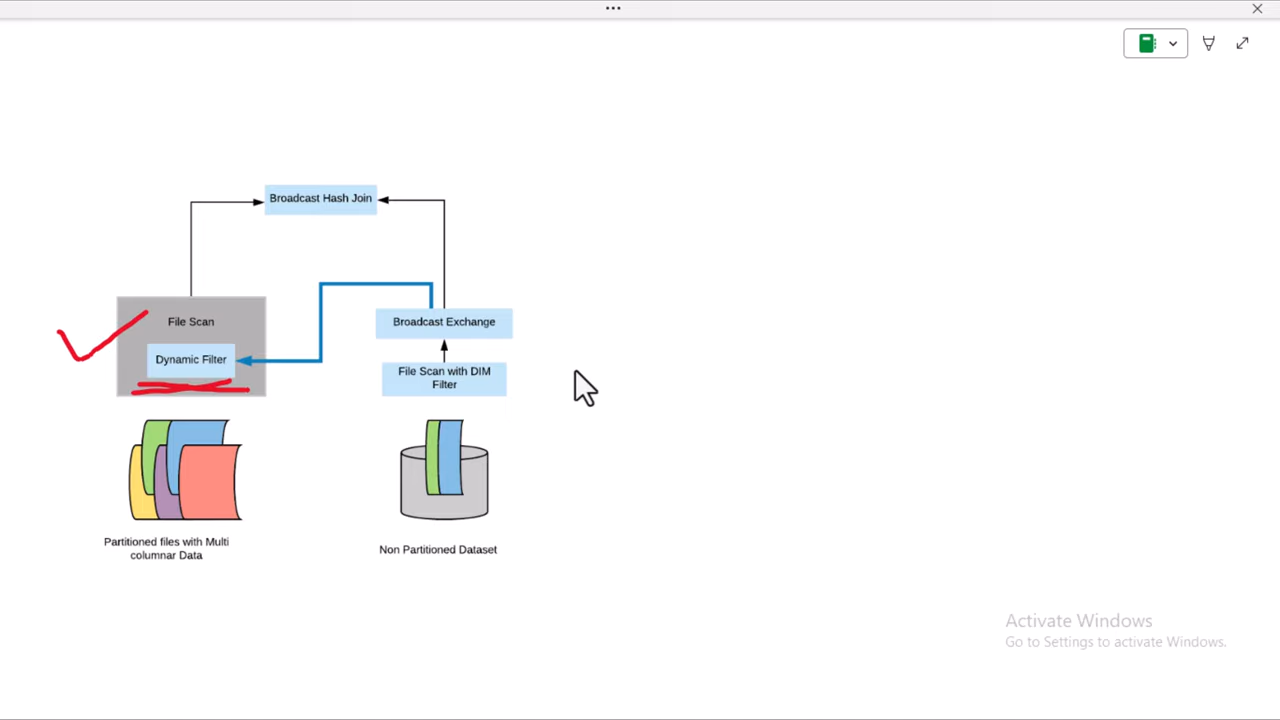 Broadcast Hash Join
File Scan
Dynamic Filter
Broadcast Exchange
File Scan with DIM
Filter
Partitioned files with Multi
columnar Data
Non Partitioned Dataset
Activate Windows
Go to Settings to activate Windows.